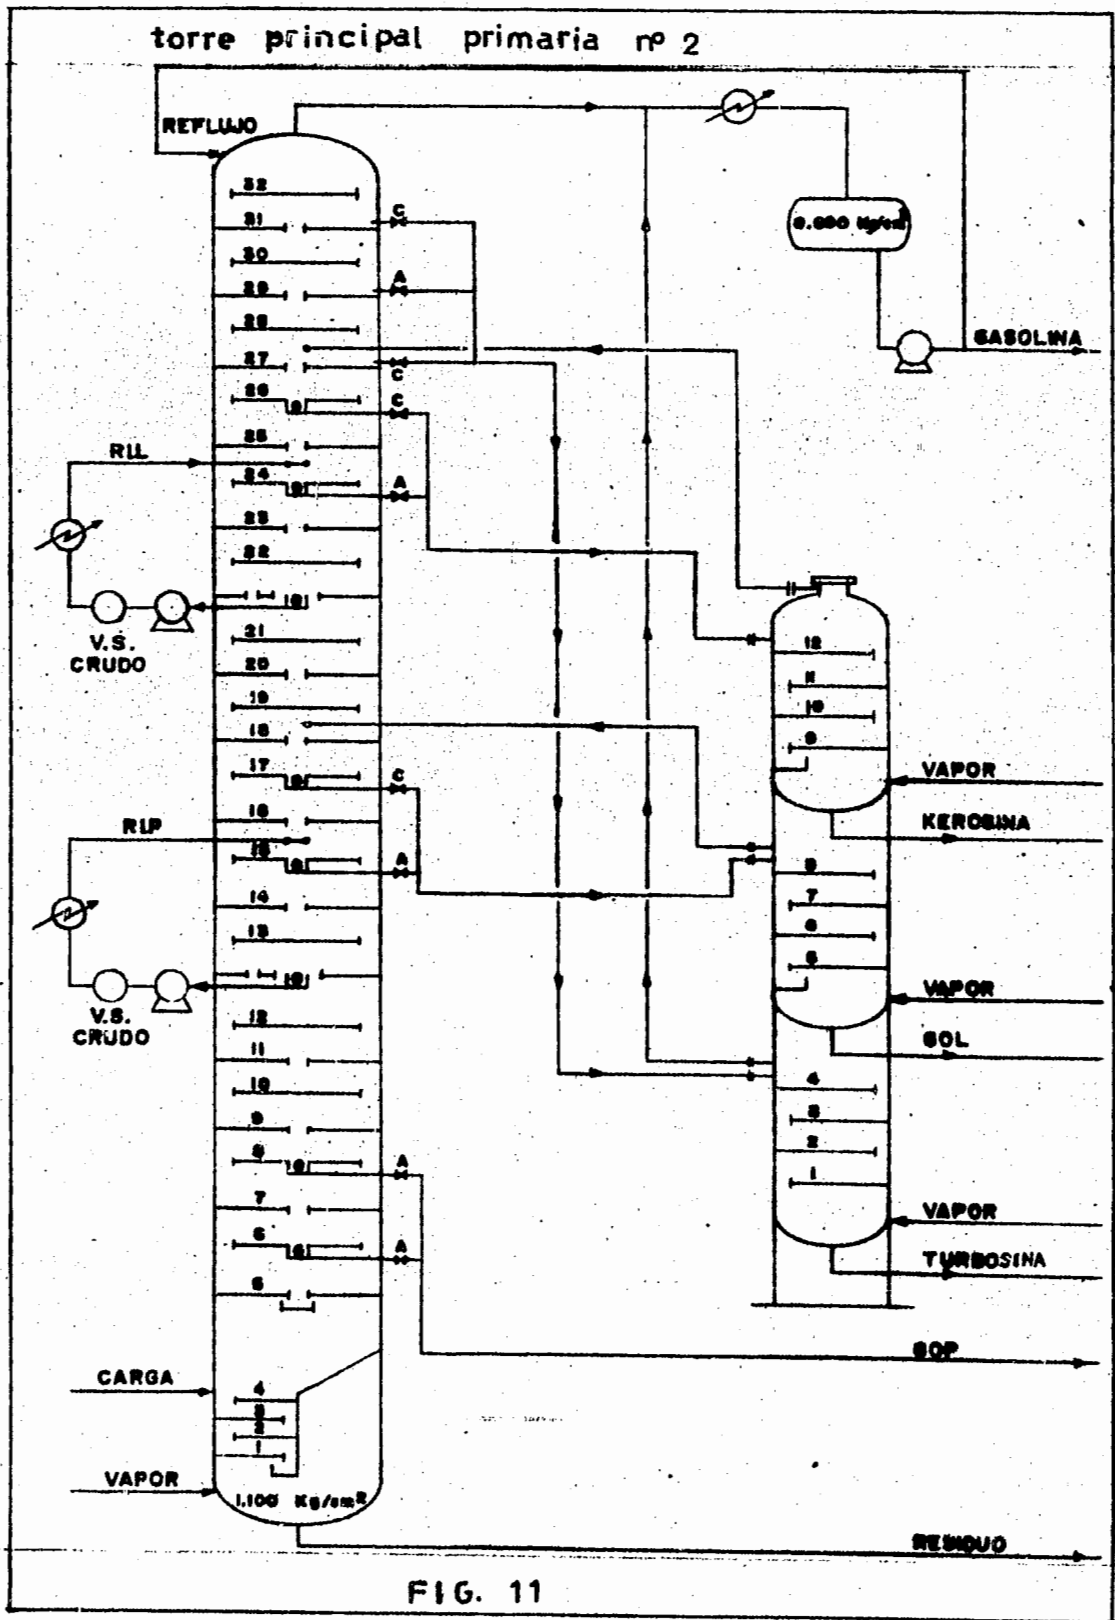 torre principal primaria nº 2
REFLUJO
32
31
30
29
28
27
26
25
24
23
22
21
20
19
18
17
16
15
14
13
12
11
10
9
8
7
6
5
4
3
2
1
C
A
C
C
A
C
A
A
A
RIL
V.S.
CRUDO
RIP
V.S.
CRUDO
CARGA
VAPOR
1.100 Kg/cm2
GASOLINA
12
11
10
9
VAPOR
KEROSINA
8
7
6
5
VAPOR
GOL
4
3
2
1
VAPOR
TURBOSINA
GOP
RESIDUO
FIG. 11